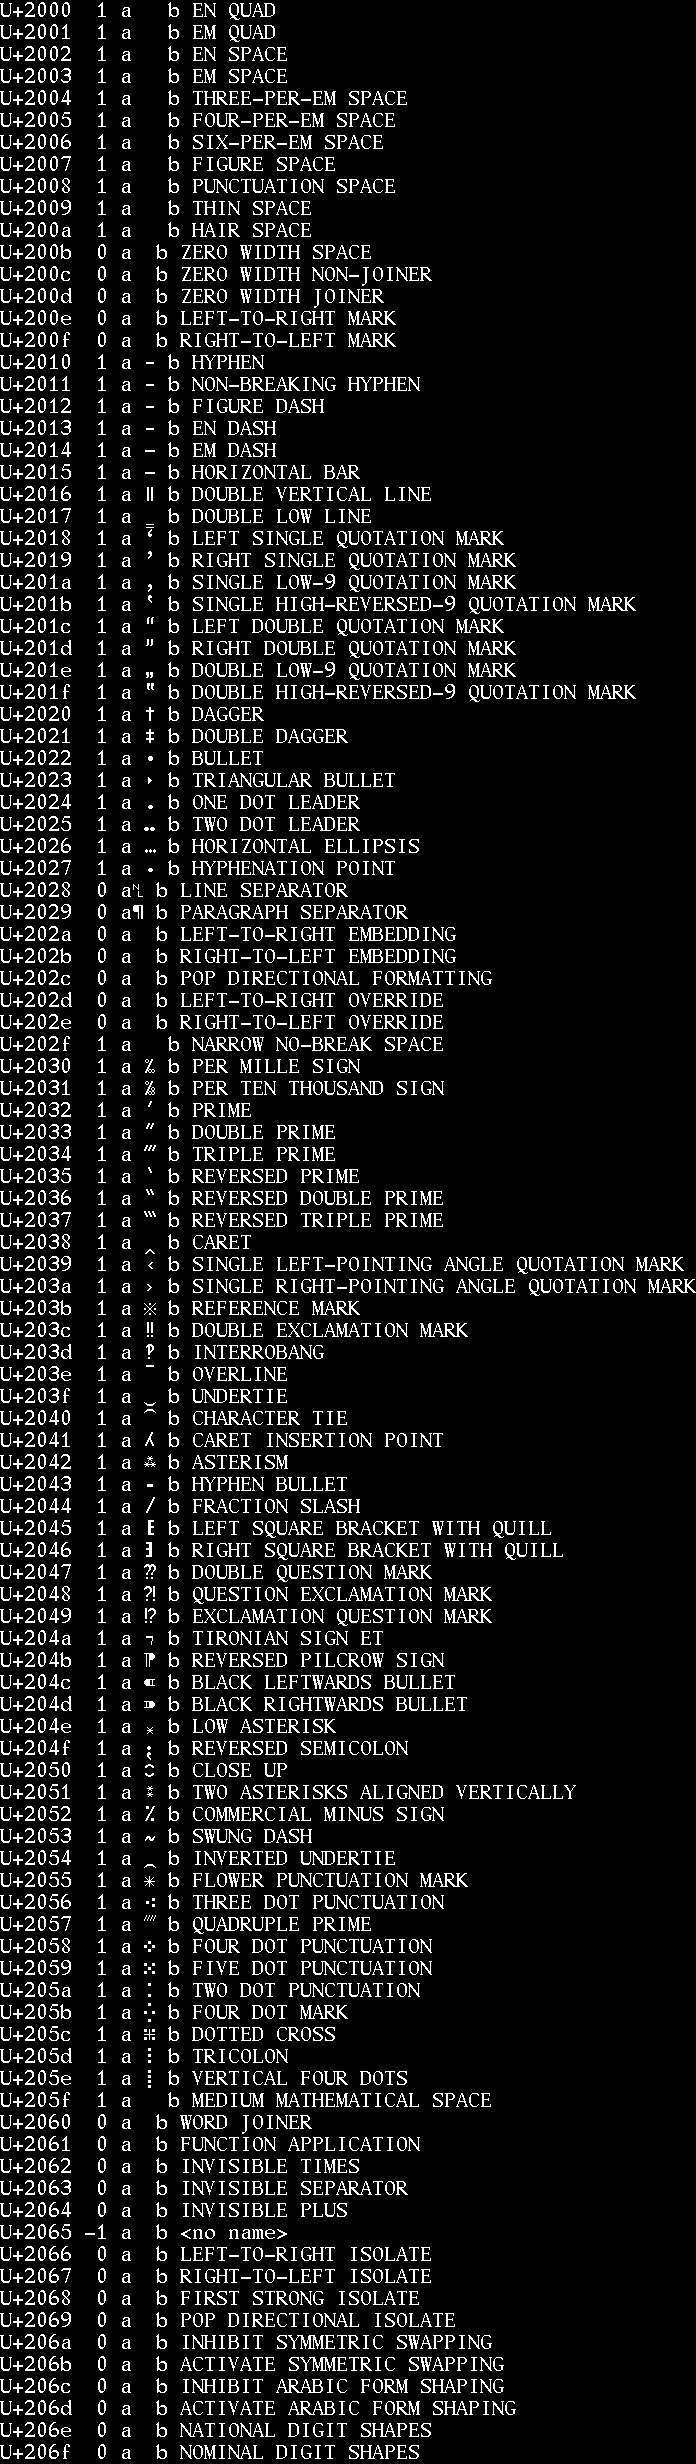 U+2000 1 a   b EN QUAD
U+2001 1 a   b EM QUAD
U+2002 1 a   b EN SPACE
U+2003 1 a   b EM SPACE
U+2004 1 a   b THREE-PER-EM SPACE
U+2005 1 a   b FOUR-PER-EM SPACE
U+2006 1 a   b SIX-PER-EM SPACE
U+2007 1 a   b FIGURE SPACE
U+2008 1 a   b PUNCTUATION SPACE
U+2009 1 a   b THIN SPACE
U+200a 1 a   b HAIR SPACE
U+200b 0 a  b ZERO WIDTH SPACE
U+200c 0 a  b ZERO WIDTH NON-JOINER
U+200d 0 a  b ZERO WIDTH JOINER
U+200e 0 a  b LEFT-TO-RIGHT MARK
U+200f 0 a  b RIGHT-TO-LEFT MARK
U+2010 1 a ‐ b HYPHEN
U+2011 1 a ‑ b NON-BREAKING HYPHEN
U+2012 1 a ‒ b FIGURE DASH
U+2013 1 a – b EN DASH
U+2014 1 a — b EM DASH
U+2015 1 a ― b HORIZONTAL BAR
U+2016 1 a ‖ b DOUBLE VERTICAL LINE
U+2017 1 a ‗ b DOUBLE LOW LINE
U+2018 1 a ‘ b LEFT SINGLE QUOTATION MARK
U+2019 1 a ’ b RIGHT SINGLE QUOTATION MARK
U+201a 1 a ‚ b SINGLE LOW-9 QUOTATION MARK
U+201b 1 a ‛ b SINGLE HIGH-REVERSED-9 QUOTATION MARK
U+201c 1 a “ b LEFT DOUBLE QUOTATION MARK
U+201d 1 a ” b RIGHT DOUBLE QUOTATION MARK
U+201e 1 a „ b DOUBLE LOW-9 QUOTATION MARK
U+201f 1 a ‟ b DOUBLE HIGH-REVERSED-9 QUOTATION MARK
U+2020 1 a † b DAGGER
U+2021 1 a ‡ b DOUBLE DAGGER
U+2022 1 a • b BULLET
U+2023 1 a ‣ b TRIANGULAR BULLET
U+2024 1 a ․ b ONE DOT LEADER
U+2025 1 a ‥ b TWO DOT LEADER
U+2026 1 a … b HORIZONTAL ELLIPSIS
U+2027 1 a ‧ b HYPHENATION POINT
U+2028 0 a␤ b LINE SEPARATOR
U+2029 0 a¶ b PARAGRAPH SEPARATOR
U+202a 0 a  b LEFT-TO-RIGHT EMBEDDING
U+202b 0 a  b RIGHT-TO-LEFT EMBEDDING
U+202c 0 a  b POP DIRECTIONAL FORMATTING
U+202d 0 a  b LEFT-TO-RIGHT OVERRIDE
U+202e 0 a  b RIGHT-TO-LEFT OVERRIDE
U+202f 1 a   b NARROW NO-BREAK SPACE
U+2030 1 a ‰ b PER MILLE SIGN
U+2031 1 a ‱ b PER TEN THOUSAND SIGN
U+2032 1 a ′ b PRIME
U+2033 1 a ″ b DOUBLE PRIME
U+2034 1 a ‴ b TRIPLE PRIME
U+2035 1 a ‵ b REVERSED PRIME
U+2036 1 a ‶ b REVERSED DOUBLE PRIME
U+2037 1 a ‷ b REVERSED TRIPLE PRIME
U+2038 1 a ‸ b CARET
U+2039 1 a ‹ b SINGLE LEFT-POINTING ANGLE QUOTATION MARK
U+203a 1 a › b SINGLE RIGHT-POINTING ANGLE QUOTATION MARK
U+203b 1 a ※ b REFERENCE MARK
U+203c 1 a ‼ b DOUBLE EXCLAMATION MARK
U+203d 1 a ‽ b INTERROBANG
U+203e 1 a ‾ b OVERLINE
U+203f 1 a ‿ b UNDERTIE
U+2040 1 a ⁀ b CHARACTER TIE
U+2041 1 a ⁁ b CARET INSERTION POINT
U+2042 1 a ⁂ b ASTERISM
U+2043 1 a ⁃ b HYPHEN BULLET
U+2044 1 a ⁄ b FRACTION SLASH
U+2045 1 a ⁅ b LEFT SQUARE BRACKET WITH QUILL
U+2046 1 a ⁆ b RIGHT SQUARE BRACKET WITH QUILL
U+2047 1 a ⁇ b DOUBLE QUESTION MARK
U+2048 1 a ⁈ b QUESTION EXCLAMATION MARK
U+2049 1 a ⁉ b EXCLAMATION QUESTION MARK
U+204a 1 a ⁊ b TIRONIAN SIGN ET
U+204b 1 a ⁋ b REVERSED PILCROW SIGN
U+204c 1 a ⁌ b BLACK LEFTWARDS BULLET
U+204d 1 a ⁍ b BLACK RIGHTWARDS BULLET
U+204e 1 a ⁎ b LOW ASTERISK
U+204f 1 a ⁏ b REVERSED SEMICOLON
U+2050 1 a ⁐ b CLOSE UP
U+2051 1 a ⁑ b TWO ASTERISKS ALIGNED VERTICALLY
U+2052 1 a ⁒ b COMMERCIAL MINUS SIGN
U+2053 1 a ⁓ b SWUNG DASH
U+2054 1 a ⁔ b INVERTED UNDERTIE
U+2055 1 a ⁕ b FLOWER PUNCTUATION MARK
U+2056 1 a ⁖ b THREE DOT PUNCTUATION
U+2057 1 a ⁗ b QUADRUPLE PRIME
U+2058 1 a ⁘ b FOUR DOT PUNCTUATION
U+2059 1 a ⁙ b FIVE DOT PUNCTUATION
U+205a 1 a ⁚ b TWO DOT PUNCTUATION
U+205b 1 a ⁛ b FOUR DOT MARK
U+205c 1 a ⁜ b DOTTED CROSS
U+205d 1 a ⁝ b TRICOLON
U+205e 1 a ⁞ b VERTICAL FOUR DOTS
U+205f 1 a   b MEDIUM MATHEMATICAL SPACE
U+2060 0 a  b WORD JOINER
U+2061 0 a  b FUNCTION APPLICATION
U+2062 0 a  b INVISIBLE TIMES
U+2063 0 a  b INVISIBLE SEPARATOR
U+2064 0 a  b INVISIBLE PLUS
U+2065 -1 a  b <no name>
U+2066 0 a  b LEFT-TO-RIGHT ISOLATE
U+2067 0 a  b RIGHT-TO-LEFT ISOLATE
U+2068 0 a  b FIRST STRONG ISOLATE
U+2069 0 a  b POP DIRECTIONAL ISOLATE
U+206a 0 a  b INHIBIT SYMMETRIC SWAPPING
U+206b 0 a  b ACTIVATE SYMMETRIC SWAPPING
U+206c 0 a  b INHIBIT ARABIC FORM SHAPING
U+206d 0 a  b ACTIVATE ARABIC FORM SHAPING
U+206e 0 a  b NATIONAL DIGIT SHAPES
U+206f 0 a  b NOMINAL DIGIT SHAPES